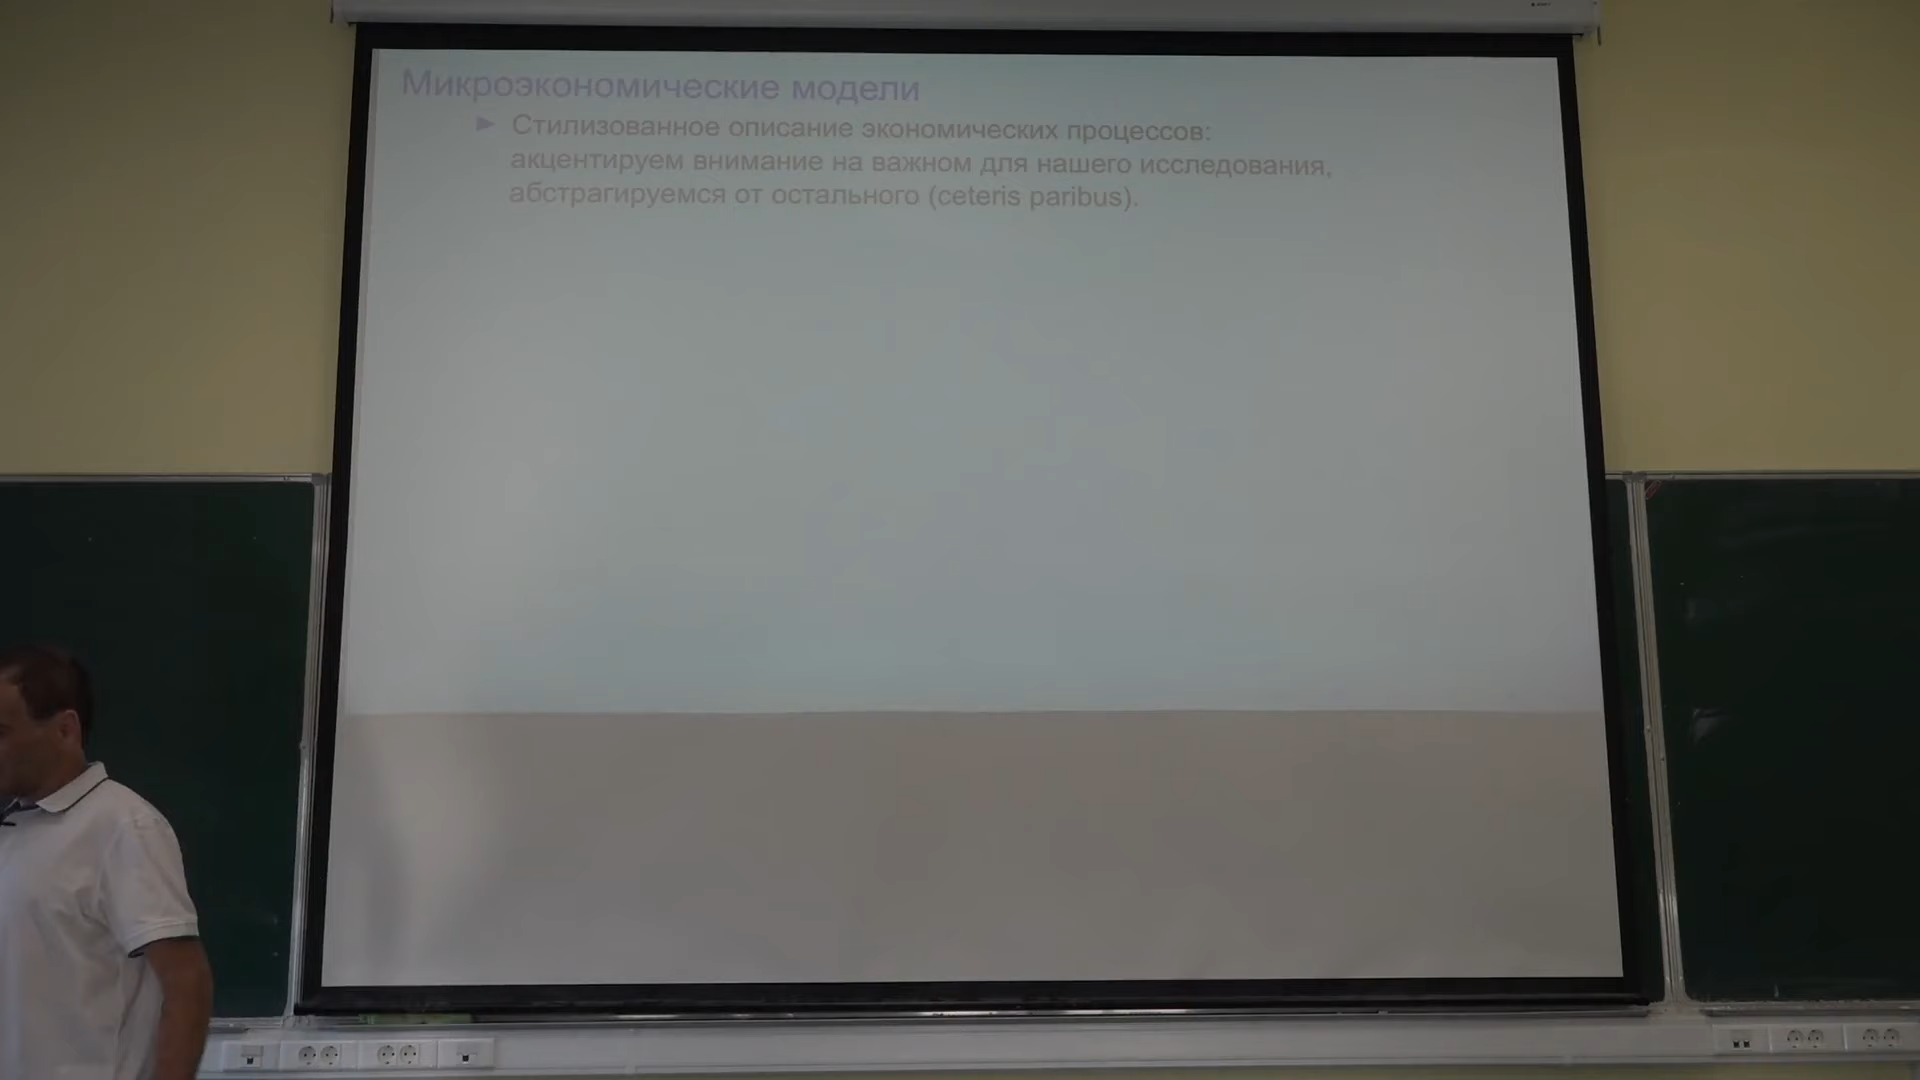 Микроэкономические модели
► Стилизованное описание экономических процессов:
акцентируем внимание на важном для нашего исследования,
абстрагируемся от остального (ceteris paribus).